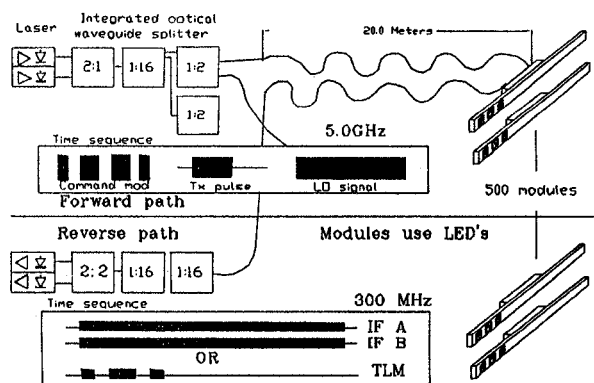 Laser
Integrated optical
waveguide splitter
20.0 Meters
2:1
1:16
1:2
1:2
5.0GHz
Time sequence
Command mod
Tx pulse
LO signal
500 modules
Forward path
Reverse path
Modules use LED's
2:2
1:16
1:16
Time sequence
300 MHz
IF A
IF B
OR
TLM